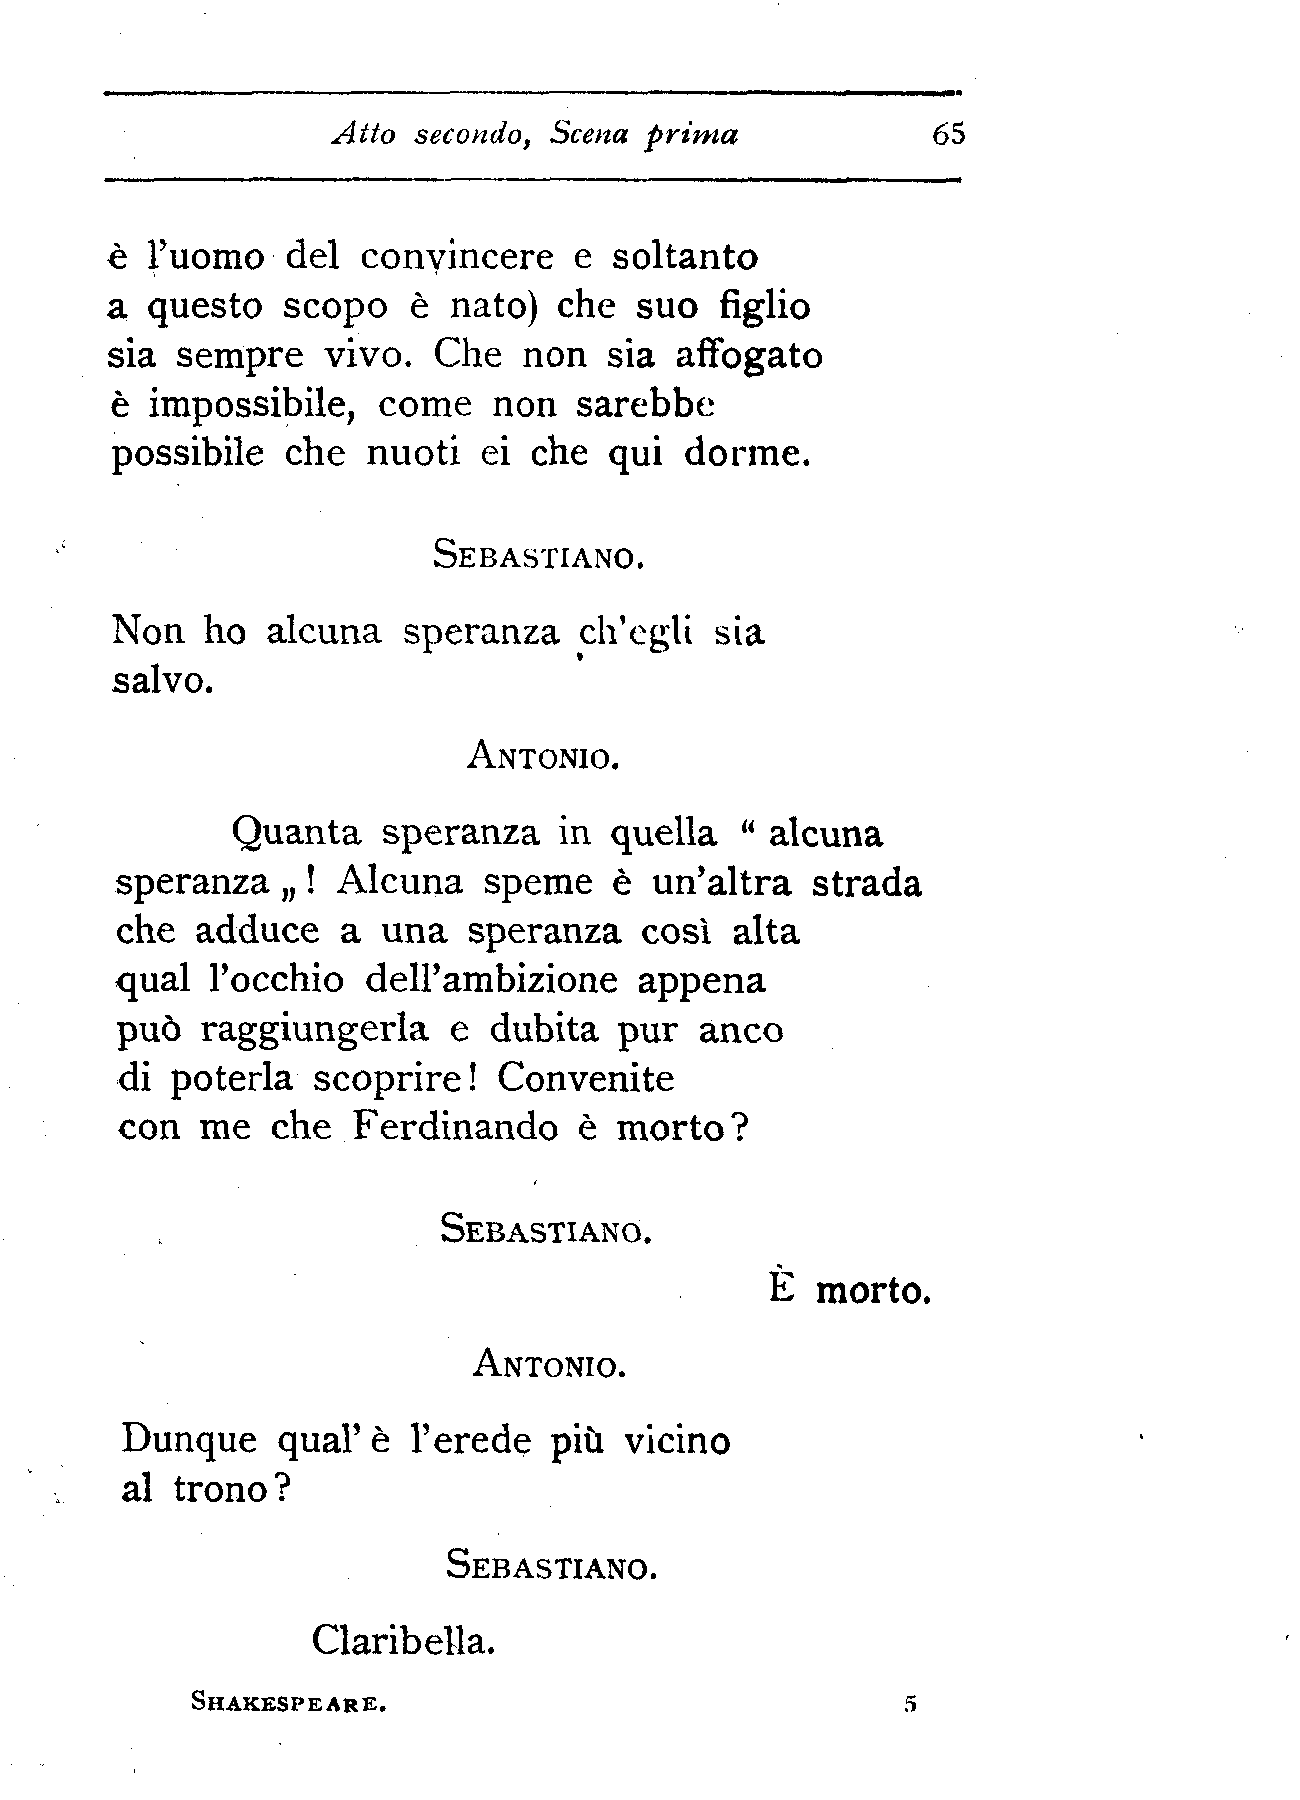 Atto secondo, Scena prima 65
è l'uomo del convincere e soltanto
a questo scopo è nato) che suo figlio
sia sempre vivo. Che non sia affogato
è impossibile, come non sarebbe
possibile che nuoti ei che qui dorme.
SEBASTIANO.
Non ho alcuna speranza ch'egli sia
salvo.
ANTONIO.
Quanta speranza in quella “ alcuna
speranza „ ! Alcuna speme è un'altra strada
che adduce a una speranza così alta
qual l'occhio dell'ambizione appena
può raggiungerla e dubita pur anco
di poterla scoprire! Convenite
con me che Ferdinando è morto?
SEBASTIANO.
È morto.
ANTONIO.
Dunque qual' è l'erede più vicino
al trono?
SEBASTIANO.
Claribella.
SHAKESPEARE. 5